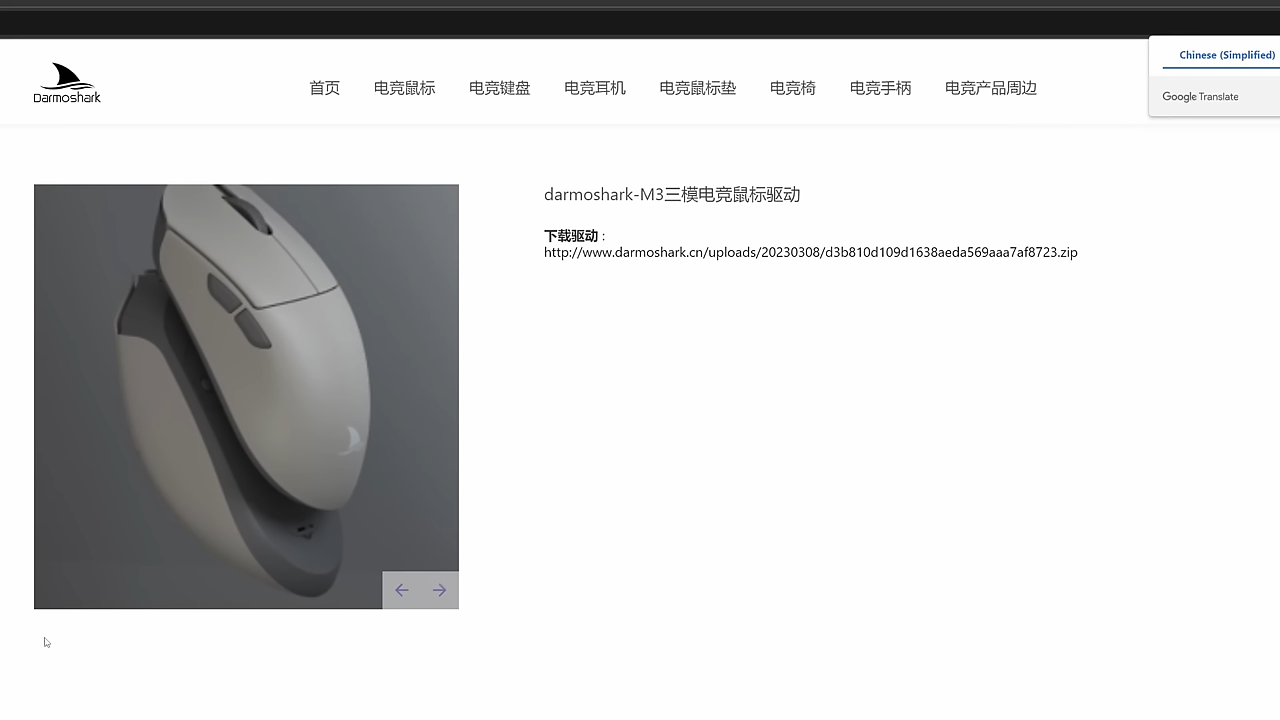 Darmoshark
首页 电竞鼠标 电竞键盘 电竞耳机 电竞鼠标垫 电竞椅 电竞手柄 电竞产品周边
Chinese (Simplified)
Google Translate
darmoshark-M3三模电竞鼠标驱动
下载驱动：
http://www.darmoshark.cn/uploads/20230308/d3b810d109d1638aeda569aaa7af8723.zip